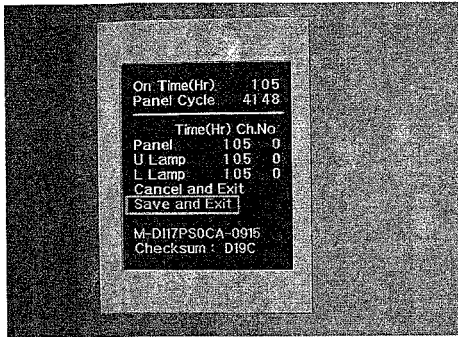 On Time(Hr) 105
Panel Cycle 4148
Time(Hr) Ch.No
Panel 105 0
U Lamp 105 0
L Lamp 105 0
Cancel and Exit
Save and Exit
M-DI17PS0CA-0915
Checksum : D19C